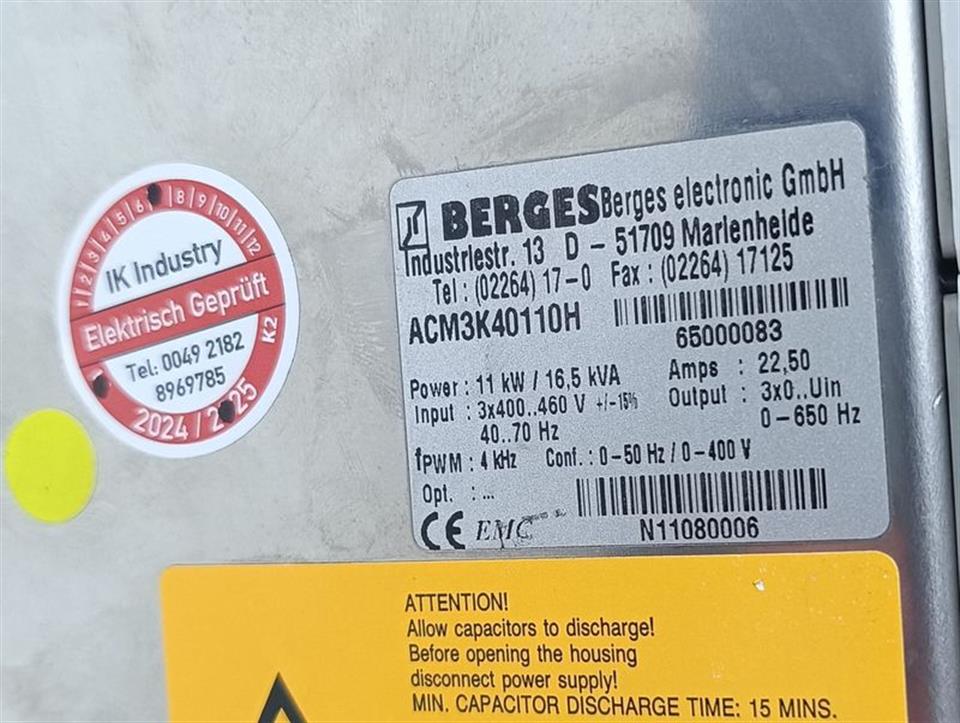 1 2 3 4 5 6 8 9 10 11 12
IK Industry
Elektrisch Geprüft
K2
Tel: 0049 2182
8969785
2024 / 2025
BERGES Berges electronic GmbH
Industriestr. 13 D - 51709 Marienheide
Tel : (02264) 17-0 Fax : (02264) 17125
ACM3K40110H
65000083
Power : 11 kW / 16,5 kVA Amps : 22,50
Input : 3x400..460 V +/-15% Output : 3x0..Uin
40..70 Hz 0-650 Hz
fPWM : 4 kHz Conf. : 0-50 Hz / 0-400 V
Opt. : ...
CE EMC N11080006
ATTENTION!
Allow capacitors to discharge!
Before opening the housing
disconnect power supply!
MIN. CAPACITOR DISCHARGE TIME: 15 MINS.